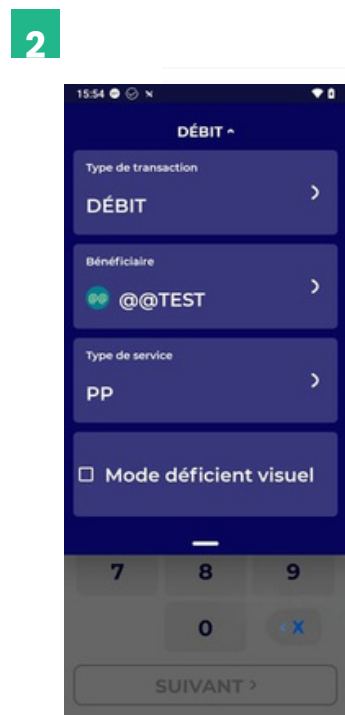 2
15:54
DÉBIT ^
Type de transaction
DÉBIT
Bénéficiaire
@@ @@TEST
Type de service
PP
Mode déficient visuel
7 8 9
0 <X
SUIVANT >